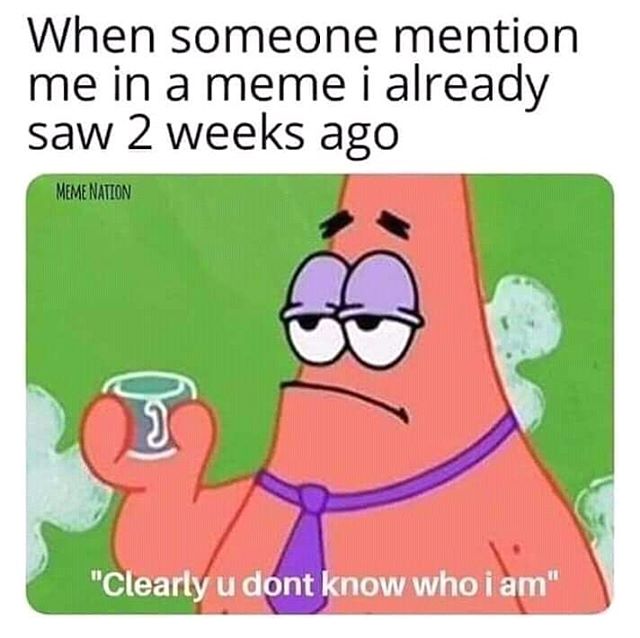 When someone mention
me in a meme i already
saw 2 weeks ago
MEME NATION
"Clearly u dont know who i am"